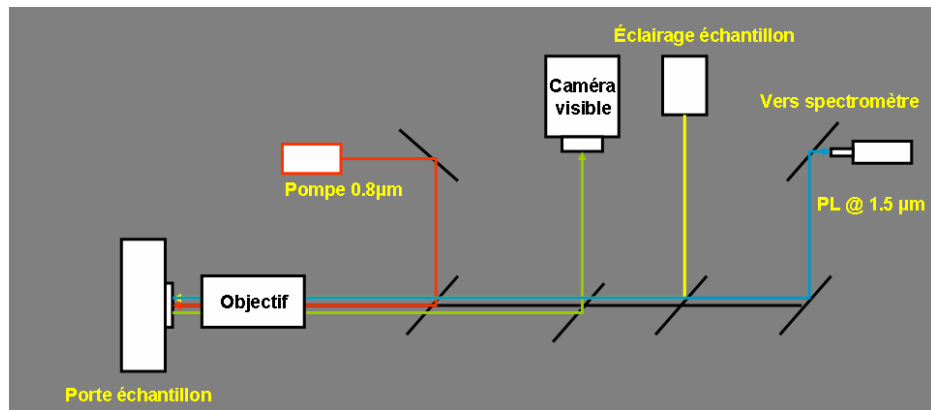 Éclairage échantillon
Caméra
visible
Vers spectromètre
Pompe 0.8µm
PL @ 1.5 µm
Objectif
Porte échantillon